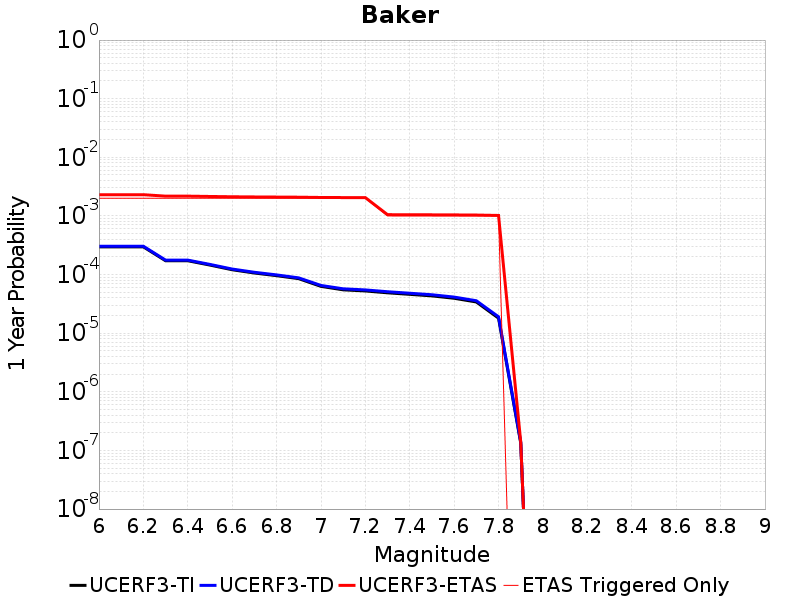 Baker
1 Year Probability
10^0
10^-1
10^-2
10^-3
10^-4
10^-5
10^-6
10^-7
10^-8
6 6.2 6.4 6.6 6.8 7 7.2 7.4 7.6 7.8 8 8.2 8.4 8.6 8.8 9
Magnitude
UCERF3-TI UCERF3-TD UCERF3-ETAS ETAS Triggered Only